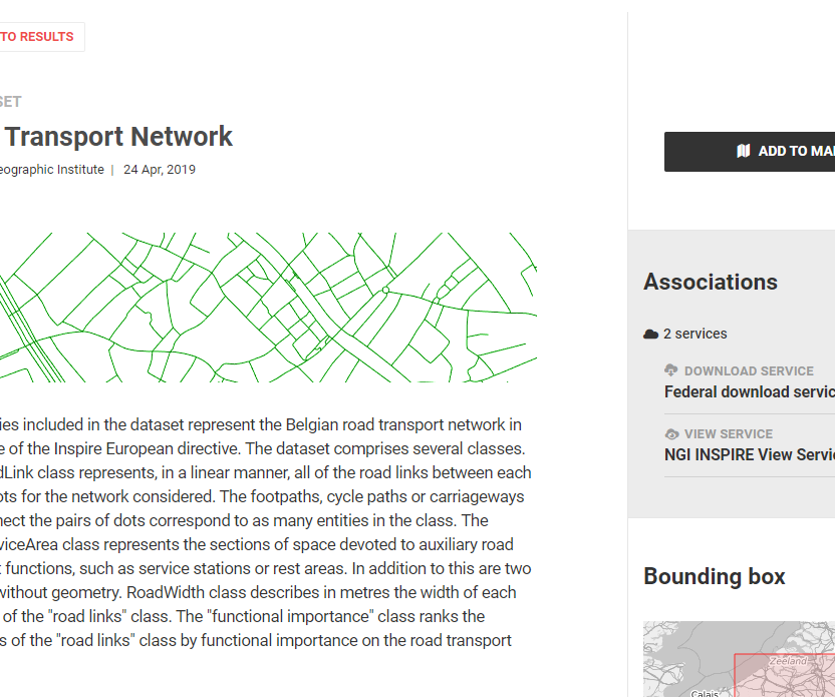 TO RESULTS
SET
Transport Network
eographic Institute | 24 Apr, 2019
ies included in the dataset represent the Belgian road transport network in
e of the Inspire European directive. The dataset comprises several classes.
dLink class represents, in a linear manner, all of the road links between each
ots for the network considered. The footpaths, cycle paths or carriageways
nect the pairs of dots correspond to as many entities in the class. The
viceArea class represents the sections of space devoted to auxiliary road
t functions, such as service stations or rest areas. In addition to this are two
without geometry. RoadWidth class describes in metres the width of each
of the "road links" class. The "functional importance" class ranks the
s of the "road links" class by functional importance on the road transport
ADD TO MA
Associations
2 services
DOWNLOAD SERVICE
Federal download servic
VIEW SERVICE
NGI INSPIRE View Servi
Bounding box
Zeeland
Calais